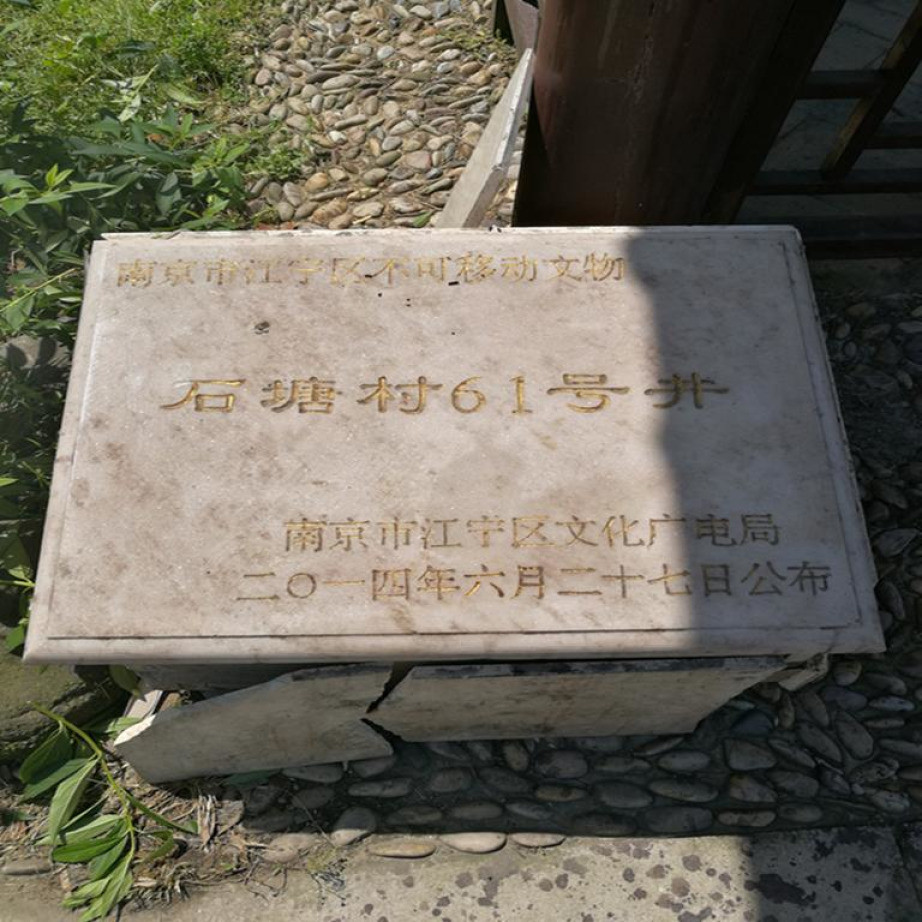 南京市江宁区不可移动文物
石塘村61号井
南京市江宁区文化广电局
二〇一四年六月二十七日公布